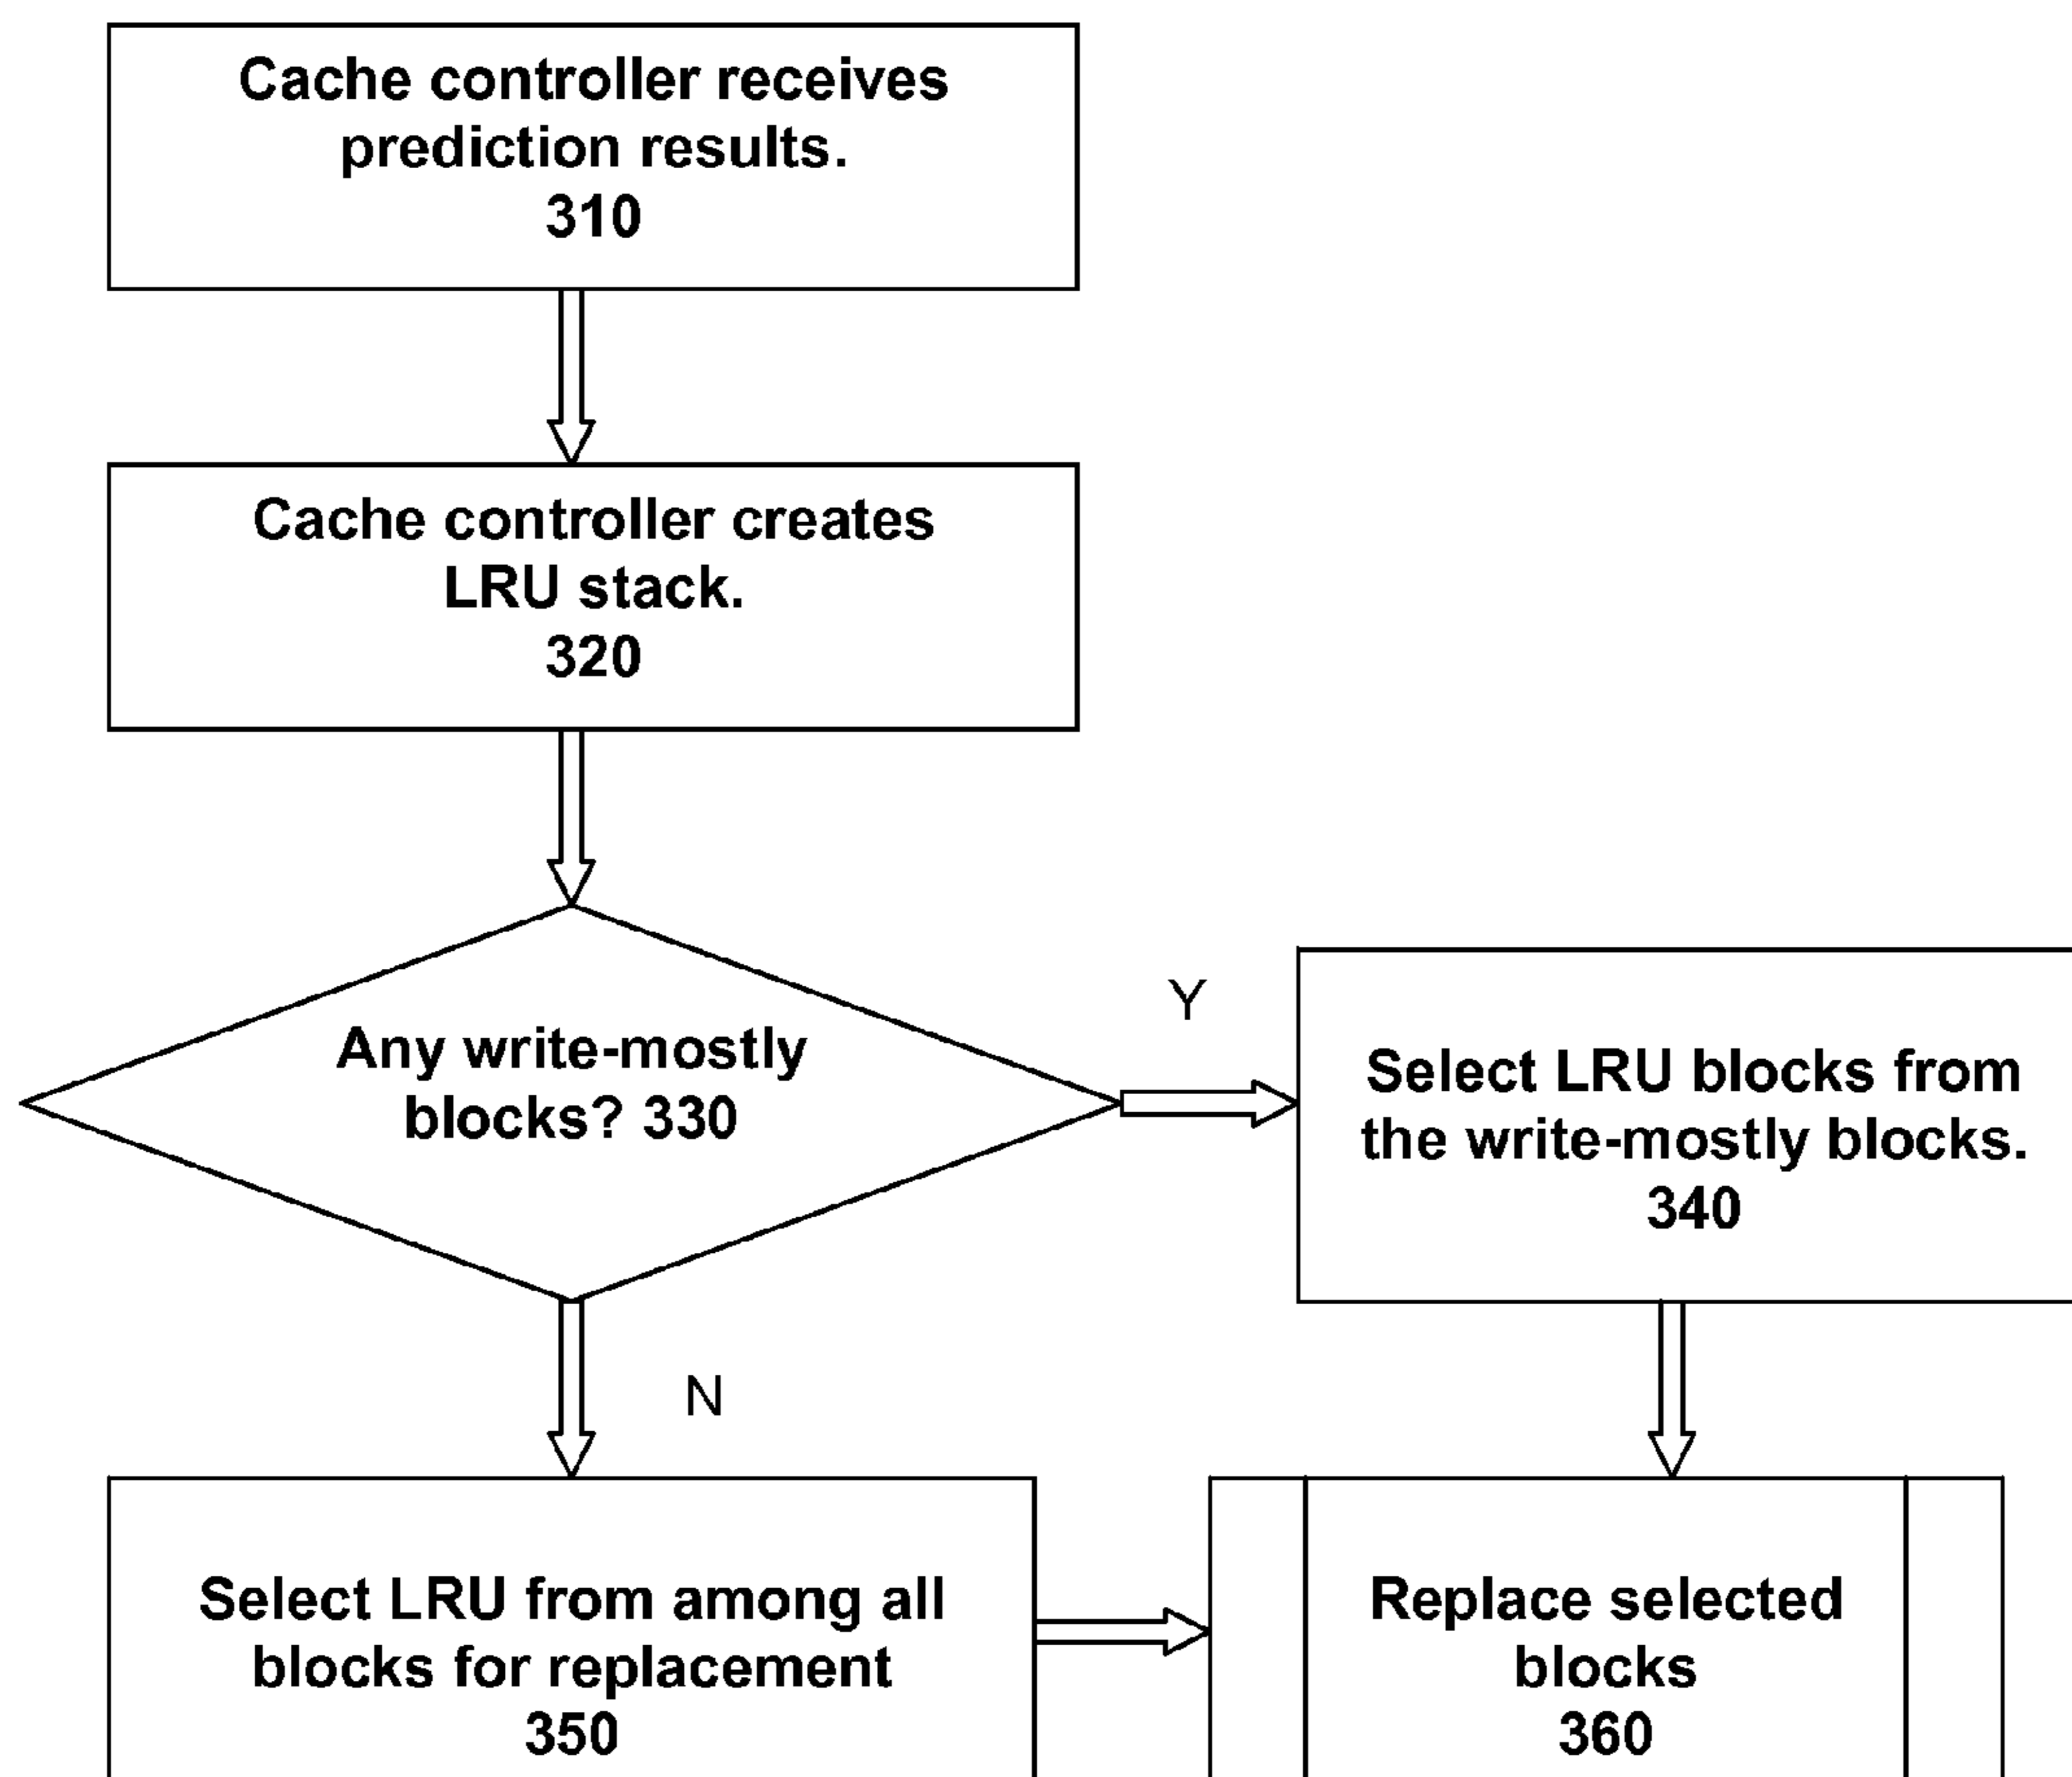 Cache controller receives
prediction results.
310
Cache controller creates
LRU stack.
320
Any write-mostly
blocks? 330
Y
Select LRU blocks from
the write-mostly blocks.
340
N
Select LRU from among all
blocks for replacement
350
Replace selected
blocks
360